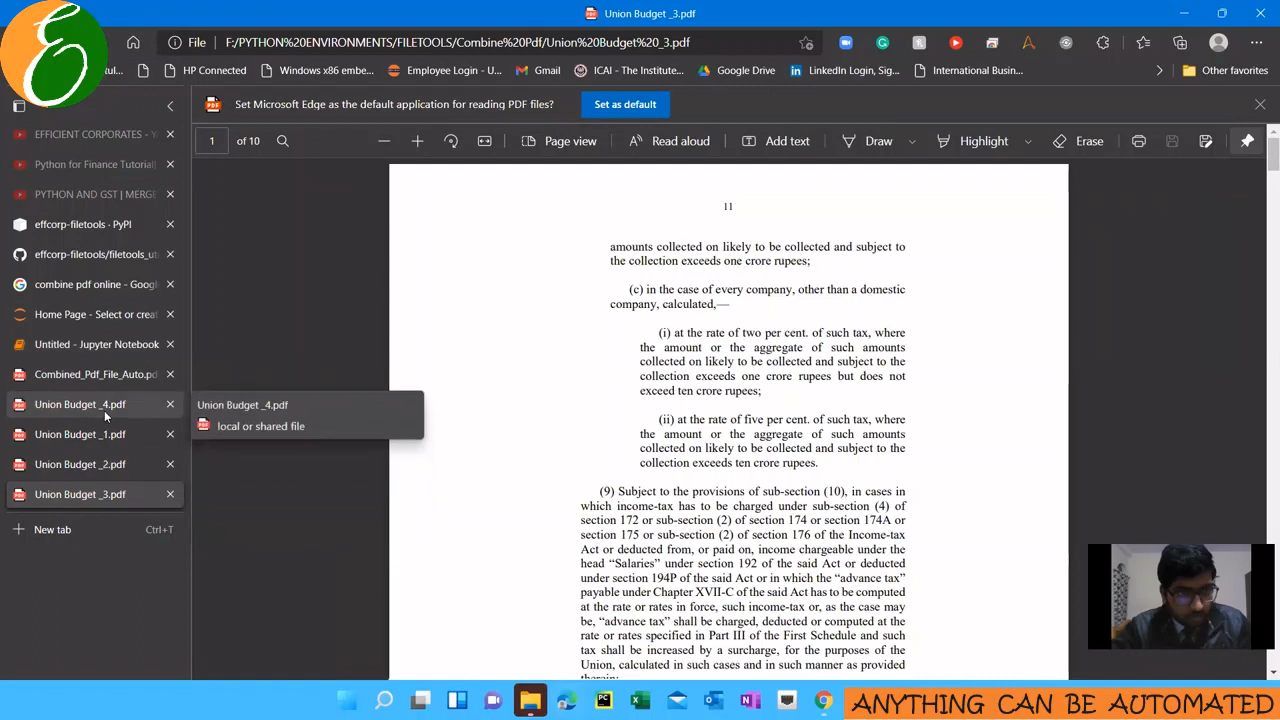 Union Budget _3.pdf
File
F:/PYTHON%20ENVIRONMENTS/FILETOOLS/Combine%20Pdf/Union%20Budget%20_3.pdf
tul...
HP Connected
Windows x86 embe...
Employee Login - U...
Gmail
ICAI - The Institute...
Google Drive
LinkedIn Login, Sig...
International Busin...
Other favorites
Set Microsoft Edge as the default application for reading PDF files?
Set as default
1
of 10
Page view
Read aloud
Add text
Draw
Highlight
Erase
EFFICIENT CORPORATES - Y
Python for Finance Tutorial
PYTHON AND GST | MERGE
effcorp-filetools · PyPI
effcorp-filetools/filetools_ut
combine pdf online - Googl
Home Page - Select or creat
Untitled - Jupyter Notebook
Combined_Pdf_File_Auto.pd
Union Budget _4.pdf
Union Budget _1.pdf
Union Budget _2.pdf
Union Budget _3.pdf
New tab
Ctrl+T
Union Budget _4.pdf
local or shared file
11
amounts collected on likely to be collected and subject to
the collection exceeds one crore rupees;
(c) in the case of every company, other than a domestic
company, calculated,—
(i) at the rate of two per cent. of such tax, where
the amount or the aggregate of such amounts
collected on likely to be collected and subject to the
collection exceeds one crore rupees but does not
exceed ten crore rupees;
(ii) at the rate of five per cent. of such tax, where
the amount or the aggregate of such amounts
collected on likely to be collected and subject to the
collection exceeds ten crore rupees.
(9) Subject to the provisions of sub-section (10), in cases in
which income-tax has to be charged under sub-section (4) of
section 172 or sub-section (2) of section 174 or section 174A or
section 175 or sub-section (2) of section 176 of the Income-tax
Act or deducted from, or paid on, income chargeable under the
head “Salaries” under section 192 of the said Act or deducted
under section 194P of the said Act or in which the “advance tax”
payable under Chapter XVII-C of the said Act has to be computed
at the rate or rates in force, such income-tax or, as the case may
be, “advance tax” shall be charged, deducted or computed at the
rate or rates specified in Part III of the First Schedule and such
tax shall be increased by a surcharge, for the purposes of the
Union, calculated in such cases and in such manner as provided
therein:
ANYTHING CAN BE AUTOMATED